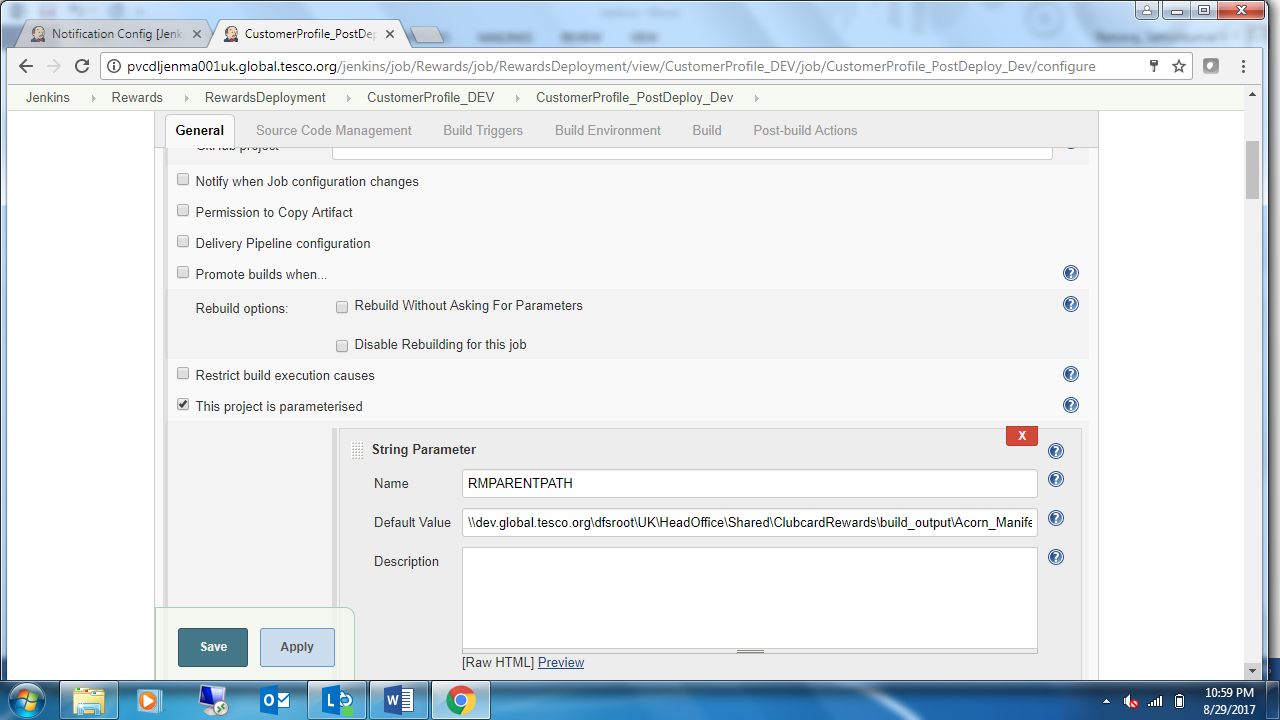 Notification Config [Jenk
CustomerProfile_PostDep
pvcdljenma001uk.global.tesco.org/jenkins/job/Rewards/job/RewardsDeployment/view/CustomerProfile_DEV/job/CustomerProfile_PostDeploy_Dev/configure
Jenkins Rewards RewardsDeployment CustomerProfile_DEV CustomerProfile_PostDeploy_Dev
General Source Code Management Build Triggers Build Environment Build Post-build Actions
GitHub project
Notify when Job configuration changes
Permission to Copy Artifact
Delivery Pipeline configuration
Promote builds when...
Rebuild options: Rebuild Without Asking For Parameters
Disable Rebuilding for this job
Restrict build execution causes
This project is parameterised
X
String Parameter
Name RMPARENTPATH
Default Value \\dev.global.tesco.org\dfsroot\UK\HeadOffice\Shared\ClubcardRewards\build_output\Acorn_Manife
Description
Save Apply
[Raw HTML] Preview
10:59 PM
8/29/2017